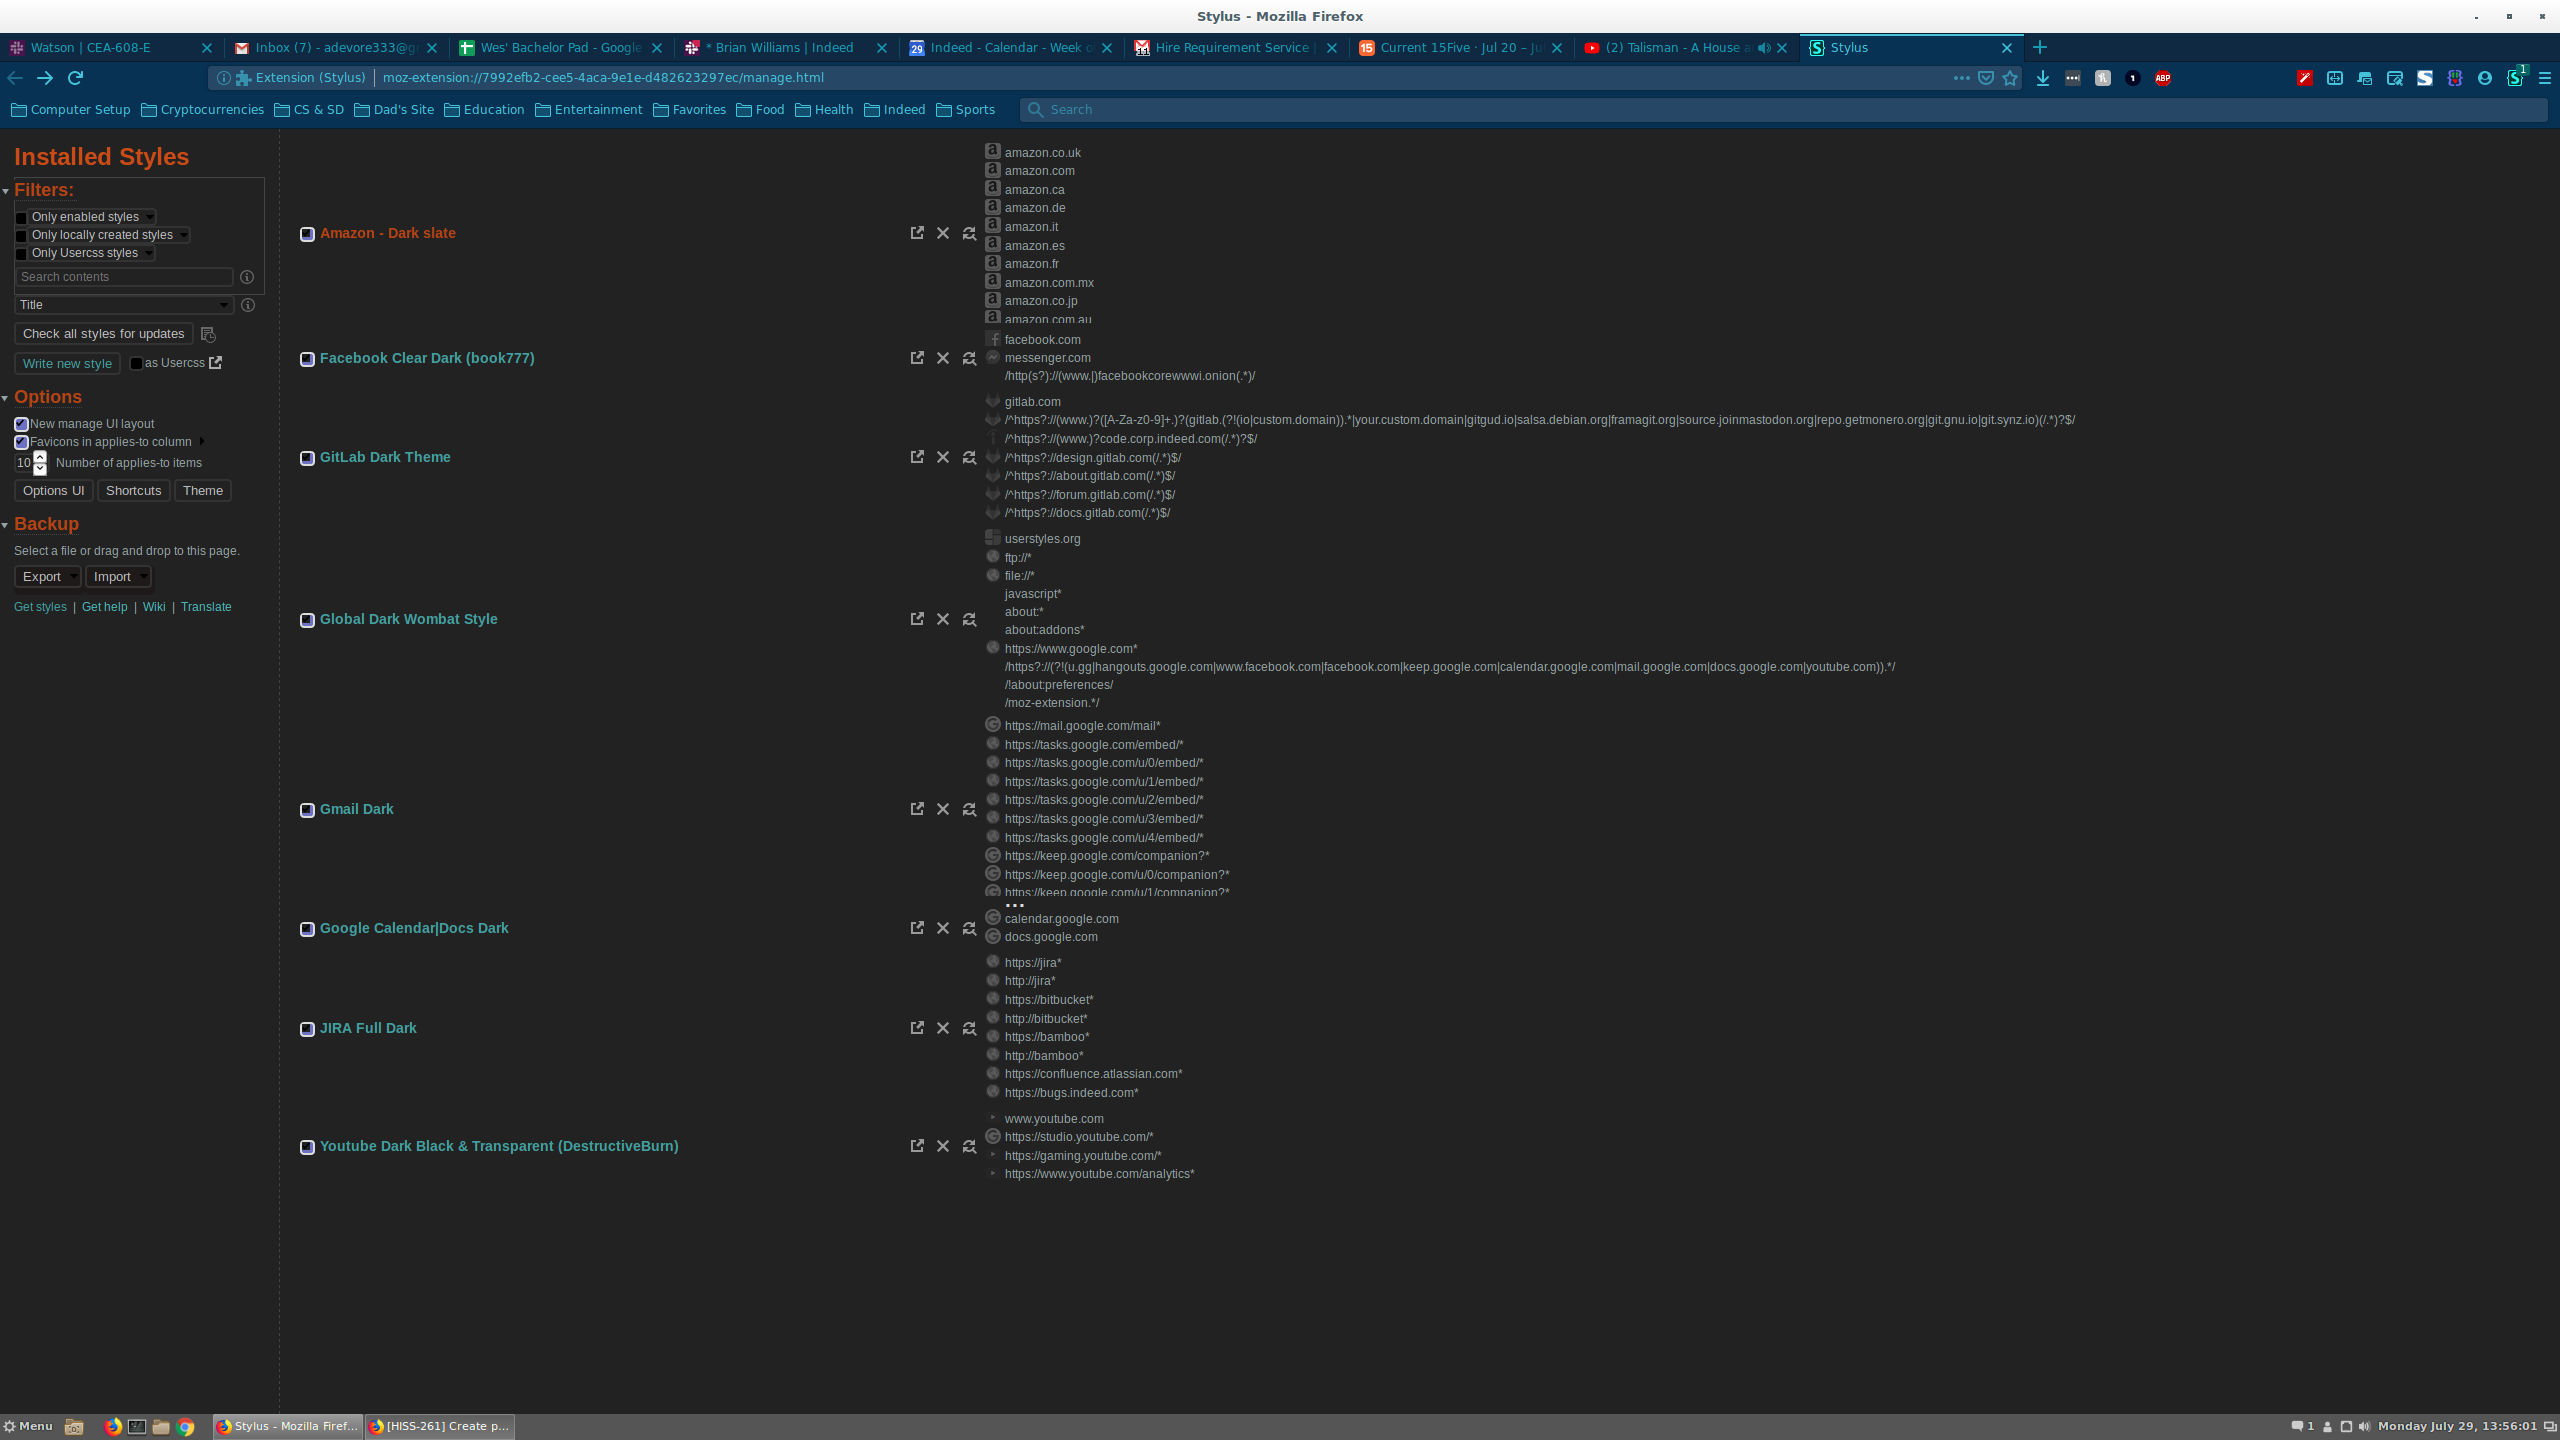 Stylus - Mozilla Firefox
Watson | CEA-608-E
Inbox (7) - adevore333@g
Wes' Bachelor Pad - Google
* Brian Williams | Indeed
Indeed - Calendar - Week o
Hire Requirement Service |
Current 15Five · Jul 20 – Ju
(2) Talisman - A House a
Stylus
Extension (Stylus)
moz-extension://7992efb2-cee5-4aca-9e1e-d482623297ec/manage.html
Computer Setup
Cryptocurrencies
CS & SD
Dad's Site
Education
Entertainment
Favorites
Food
Health
Indeed
Sports
Search
Installed Styles
Filters:
Only enabled styles
Only locally created styles
Only Usercss styles
Search contents
Title
Check all styles for updates
Write new style
as Usercss
Options
New manage UI layout
Favicons in applies-to column
10 Number of applies-to items
Options UI
Shortcuts
Theme
Backup
Select a file or drag and drop to this page.
Export
Import
Get styles | Get help | Wiki | Translate
Amazon - Dark slate
amazon.co.uk
amazon.com
amazon.ca
amazon.de
amazon.it
amazon.es
amazon.fr
amazon.com.mx
amazon.co.jp
amazon.com.au
Facebook Clear Dark (book777)
facebook.com
messenger.com
/http(s?)://(www.|)facebookcorewwwi.onion(.*)/
GitLab Dark Theme
gitlab.com
/^https?://(www.)?([A-Za-z0-9]+.)?(gitlab.(?!(io|custom.domain)).*|your.custom.domain|gitgud.io|salsa.debian.org|framagit.org|source.joinmastodon.org|repo.getmonero.org|git.gnu.io|git.synz.io)(/.*)?$/
/^https?://(www.)?code.corp.indeed.com(/.*)?$/
/^https?://design.gitlab.com(/.*)$/
/^https?://about.gitlab.com(/.*)$/
/^https?://forum.gitlab.com(/.*)$/
/^https?://docs.gitlab.com(/.*)$/
Global Dark Wombat Style
userstyles.org
ftp://*
file://*
javascript*
about:*
about:addons*
https://www.google.com*
/https?://(?!(u.gg|hangouts.google.com|www.facebook.com|facebook.com|keep.google.com|calendar.google.com|mail.google.com|docs.google.com|youtube.com)).*/
/!about:preferences/
/moz-extension.*/
Gmail Dark
https://mail.google.com/mail*
https://tasks.google.com/embed/*
https://tasks.google.com/u/0/embed/*
https://tasks.google.com/u/1/embed/*
https://tasks.google.com/u/2/embed/*
https://tasks.google.com/u/3/embed/*
https://tasks.google.com/u/4/embed/*
https://keep.google.com/companion?*
https://keep.google.com/u/0/companion?*
https://keep.google.com/u/1/companion?*
...
Google Calendar|Docs Dark
calendar.google.com
docs.google.com
JIRA Full Dark
https://jira*
http://jira*
https://bitbucket*
http://bitbucket*
https://bamboo*
http://bamboo*
https://confluence.atlassian.com*
https://bugs.indeed.com*
Youtube Dark Black & Transparent (DestructiveBurn)
www.youtube.com
https://studio.youtube.com/*
https://gaming.youtube.com/*
https://www.youtube.com/analytics*
Menu
Stylus - Mozilla Firef...
[HISS-261] Create p...
1
Monday July 29, 13:56:01